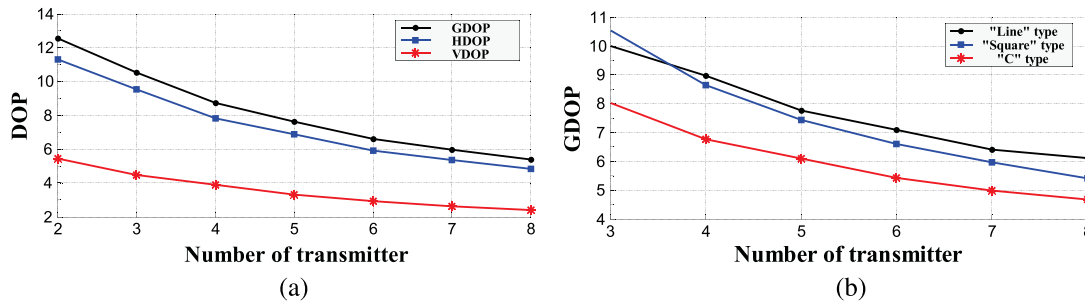 14
12
10
8
6
4
2
DOP
GDOP
HDOP
VDOP
2 3 4 5 6 7 8
Number of transmitter
(a)
11
10
9
8
7
6
5
4
GDOP
"Line" type
"Square" type
"C" type
3 4 5 6 7 8
Number of transmitter
(b)